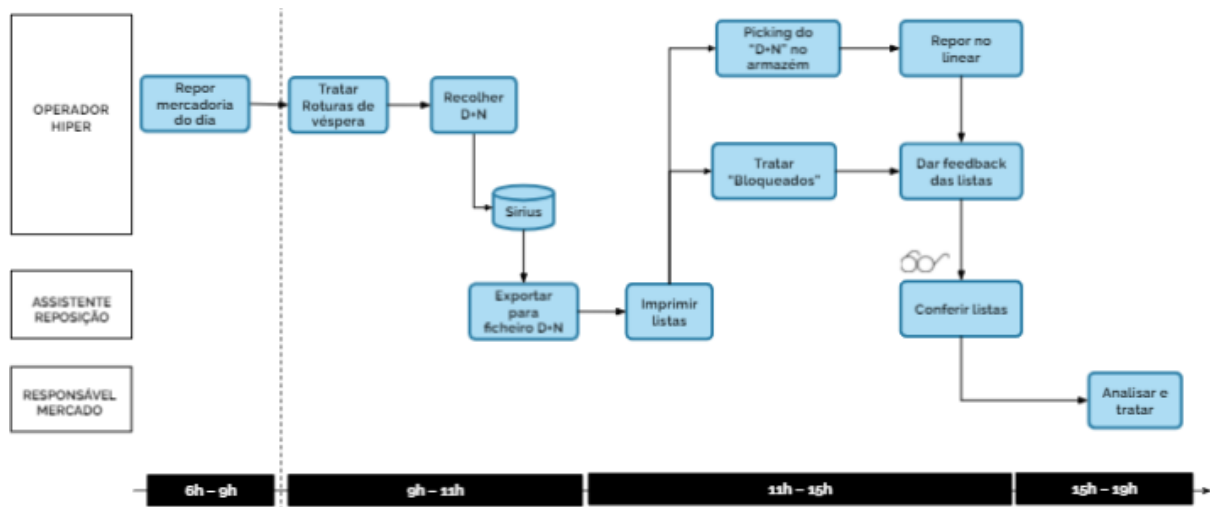 OPERADOR
HIPER
Repor
mercadoria
do dia
Tratar
Roturas de
véspera
Recolher
D+N
Sírius
Picking do
"D+N" no
armazém
Repor no
linear
Tratar
"Bloqueados"
Dar feedback
das listas
ASSISTENTE
REPOSIÇÃO
Exportar
para
ficheiro D+N
Imprimir
listas
Conferir listas
RESPONSÁVEL
MERCADO
Analisar e
tratar
6h – 9h
9h – 11h
11h – 15h
15h – 19h